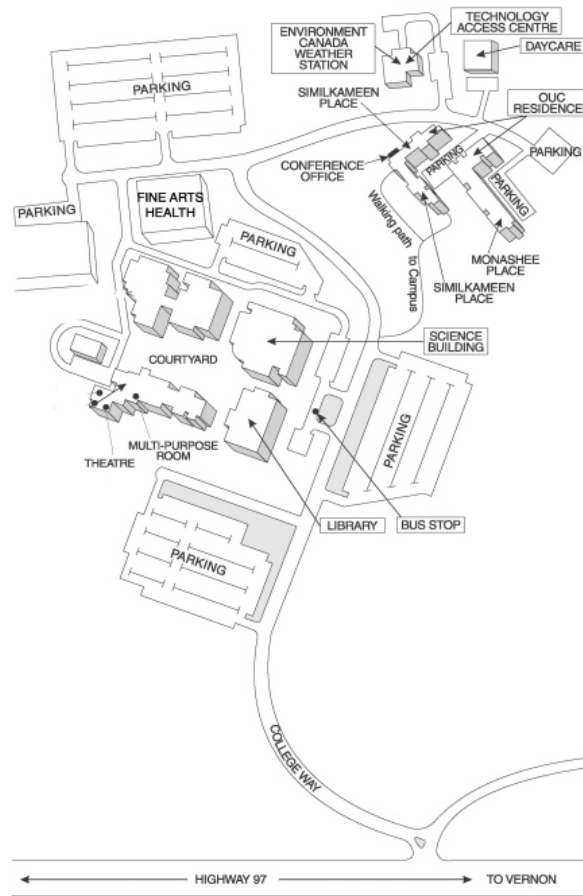 TECHNOLOGY
ACCESS CENTRE
ENVIRONMENT
CANADA
WEATHER
STATION
DAYCARE
SIMILKAMEEN
PLACE
OUC
RESIDENCE
PARKING
CONFERENCE
OFFICE
PARKING
PARKING
PARKING
FINE ARTS
HEALTH
PARKING
PARKING
Walking path
to Campus
MONASHEE
PLACE
SIMILKAMEEN
PLACE
SCIENCE
BUILDING
COURTYARD
PARKING
MULTI-PURPOSE
ROOM
THEATRE
LIBRARY
BUS STOP
PARKING
COLLEGE WAY
HIGHWAY 97
TO VERNON